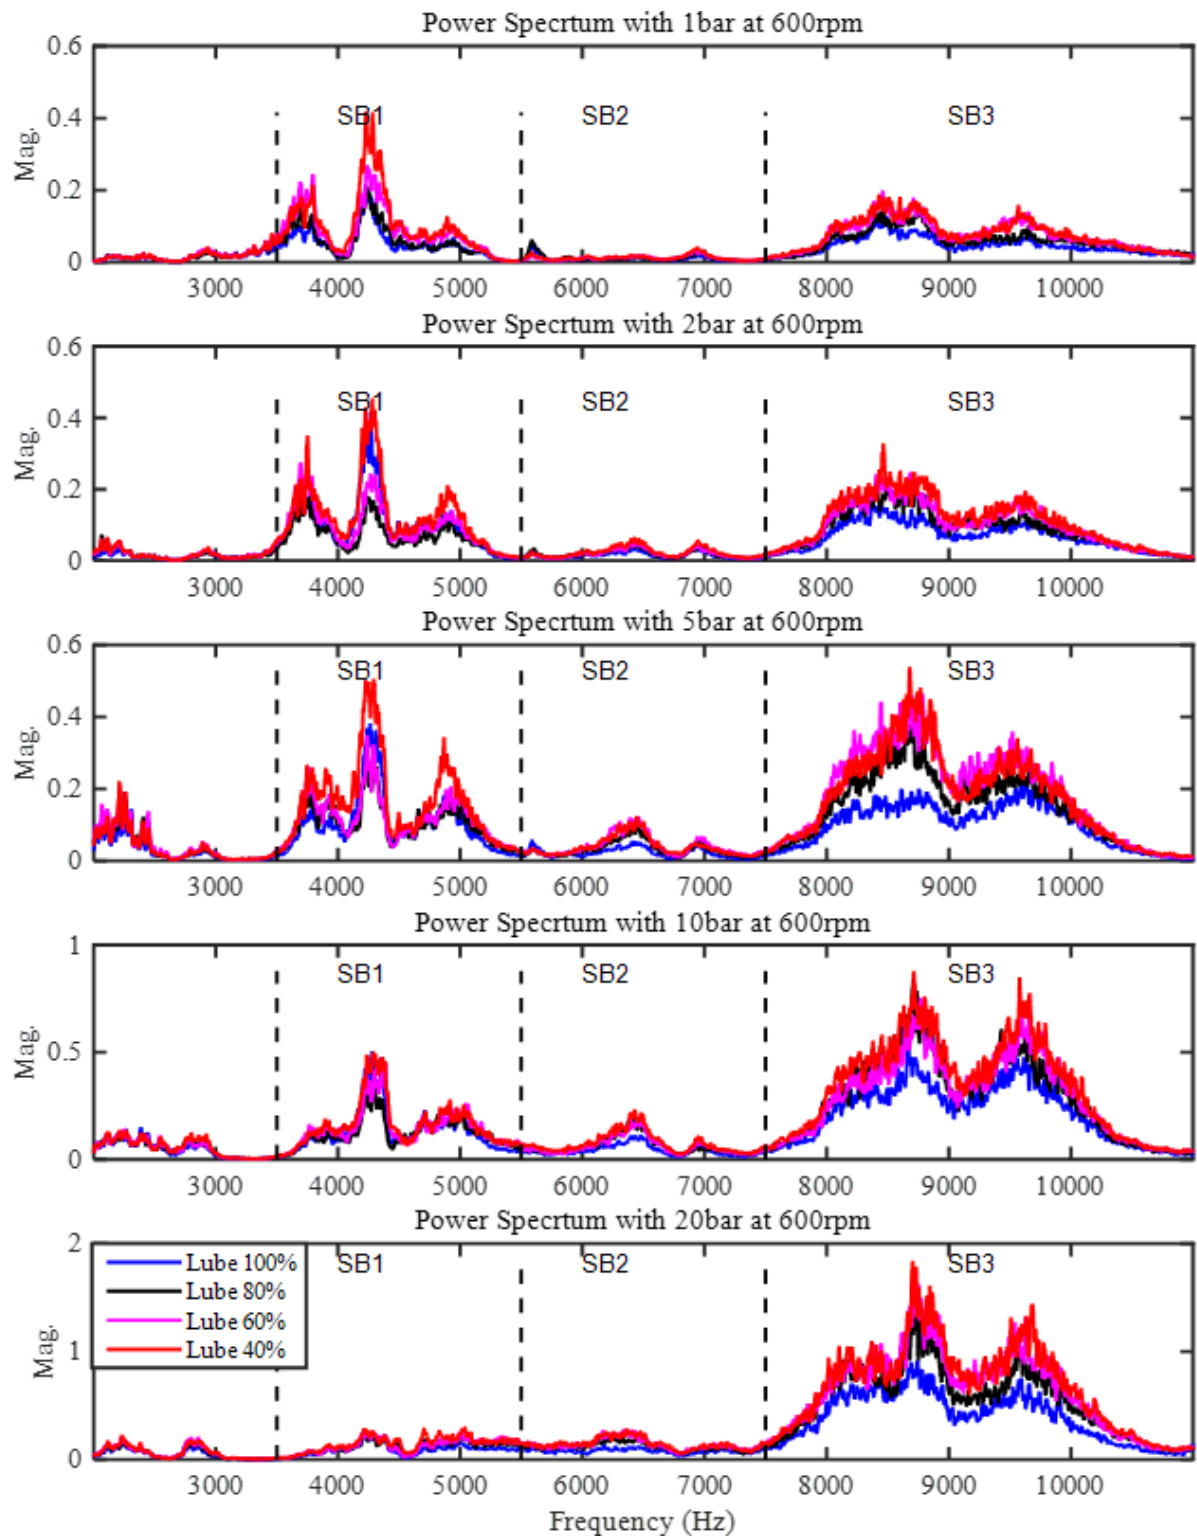 Power Specrtum with 1bar at 600rpm
0.6
0.4
0.2
0
Mag.
SB1 SB2 SB3
3000 4000 5000 6000 7000 8000 9000 10000
Power Specrtum with 2bar at 600rpm
0.6
0.4
0.2
0
Mag.
SB1 SB2 SB3
3000 4000 5000 6000 7000 8000 9000 10000
Power Specrtum with 5bar at 600rpm
0.6
0.4
0.2
0
Mag.
SB1 SB2 SB3
3000 4000 5000 6000 7000 8000 9000 10000
Power Specrtum with 10bar at 600rpm
1
0.5
0
Mag.
SB1 SB2 SB3
3000 4000 5000 6000 7000 8000 9000 10000
Power Specrtum with 20bar at 600rpm
2
1
0
Mag.
Lube 100%
Lube 80%
Lube 60%
Lube 40%
SB1 SB2 SB3
3000 4000 5000 6000 7000 8000 9000 10000
Frequency (Hz)